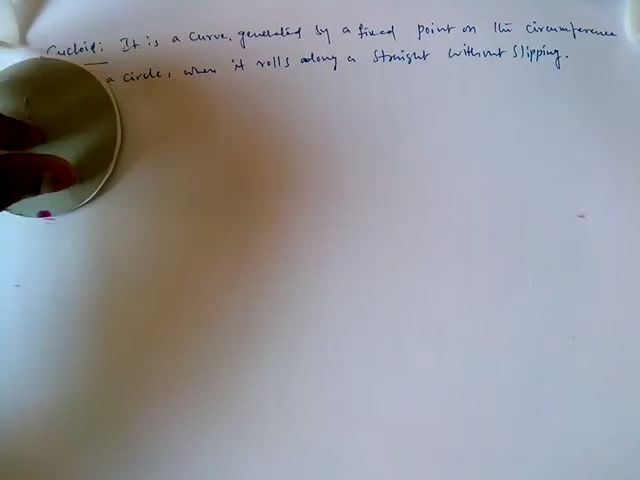 Cycloid: It is a curve, generated by a fixed point on the circumference
a circle, when it rolls along a straight without slipping.